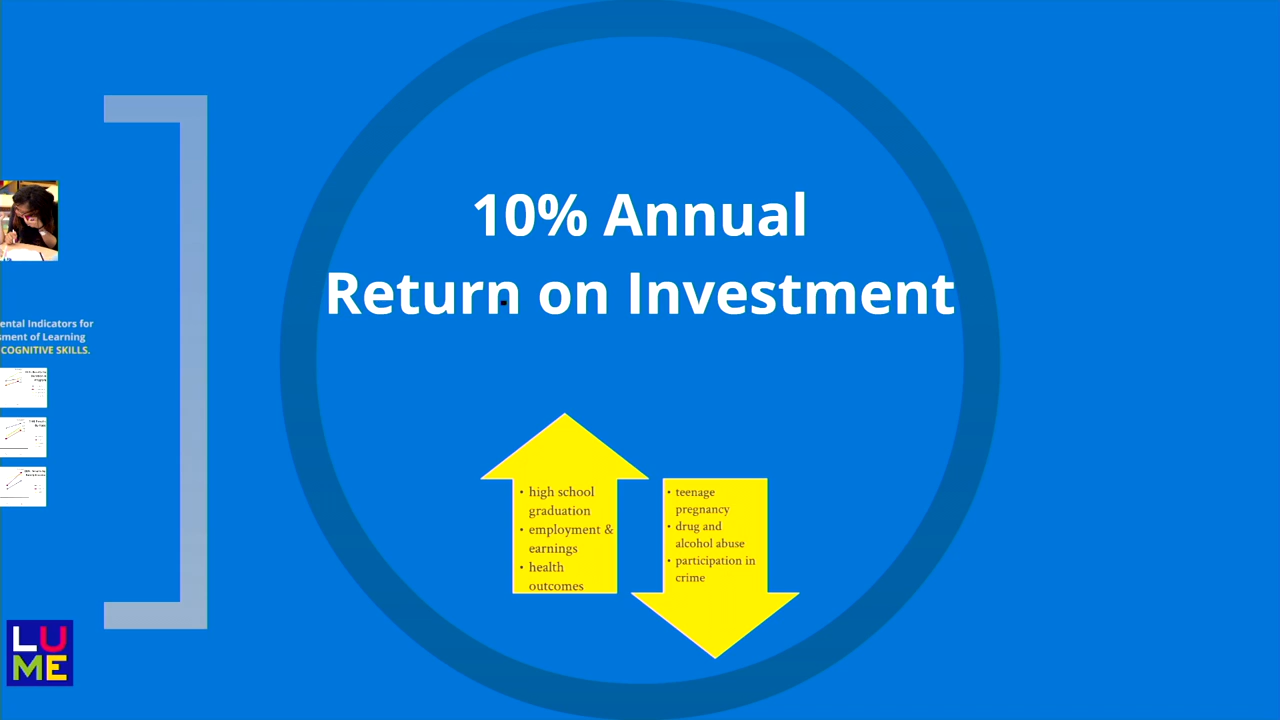 10% Annual
Return on Investment
ental Indicators for
sment of Learning
COGNITIVE SKILLS.
• high school
graduation
• employment &
earnings
• health
outcomes
• teenage
pregnancy
• drug and
alcohol abuse
• participation in
crime
LU
ME